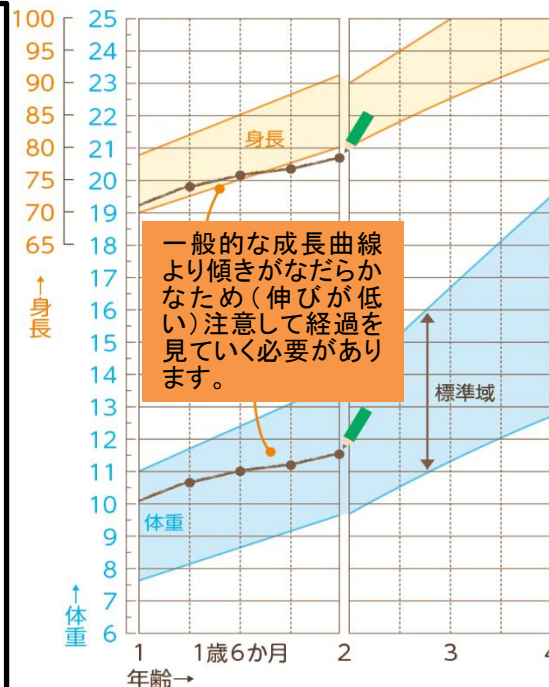 100
95
90
85
80
75
70
65
↑身長
25
24
23
22
21
20
19
18
17
16
15
14
13
12
11
10
9
8
7
6
↑体重
身長
一般的な成長曲線
より傾きがなだらか
なため(伸びが低
い)注意して経過を
見ていく必要があり
ます。
標準域
体重
1 1歳6か月 2 3 4
年齢→